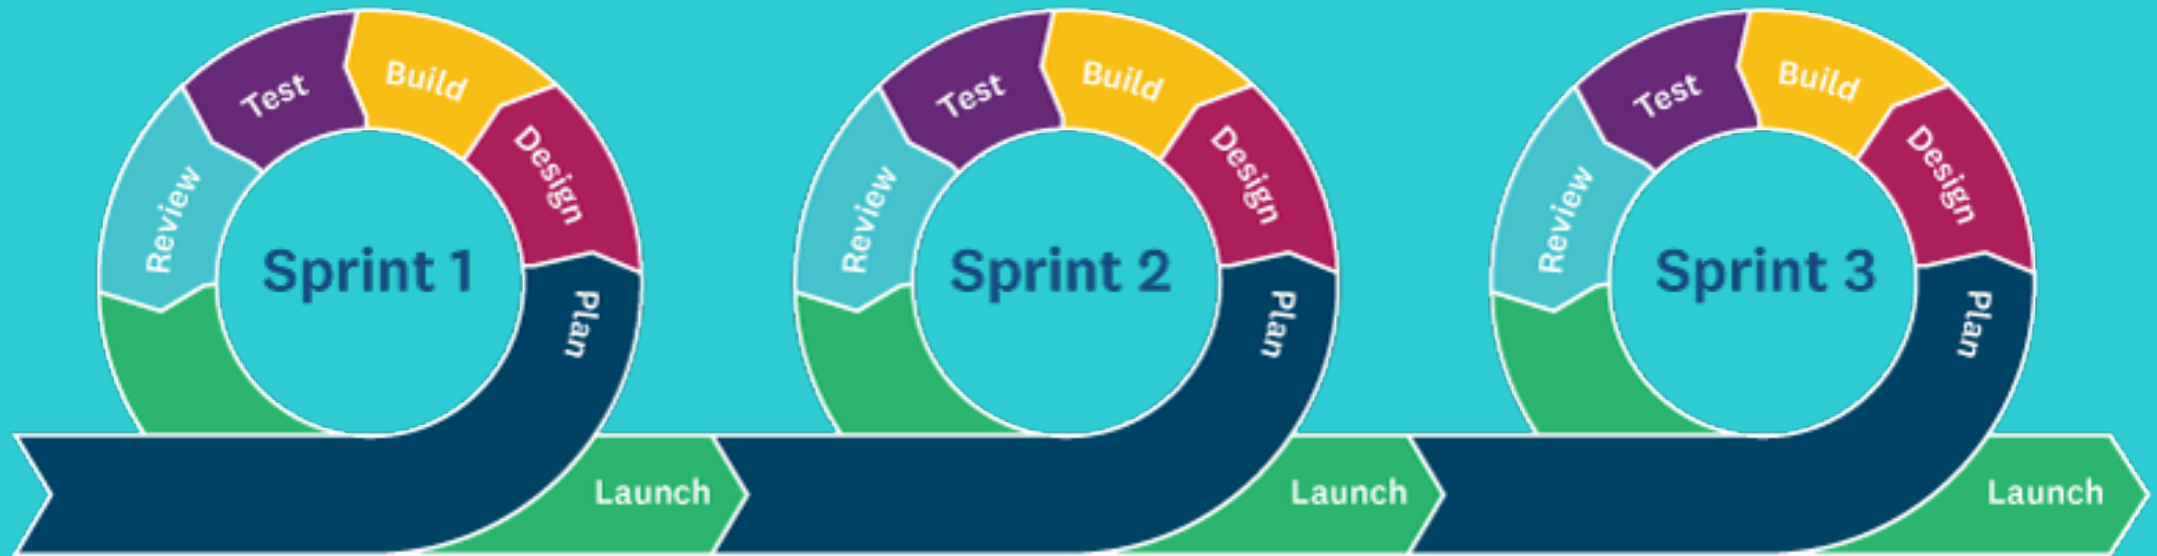 Test
Build
Design
Review
Sprint 1
Plan
Launch
Test
Build
Design
Review
Sprint 2
Plan
Launch
Test
Build
Design
Review
Sprint 3
Plan
Launch